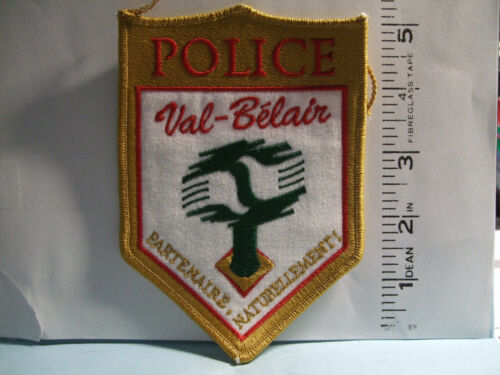 POLICE
Val-Bélair
PARTENAIRE, NATURELLEMENT!
1 2 3 4 5
DEAN IN FIBREGLASS TAPE